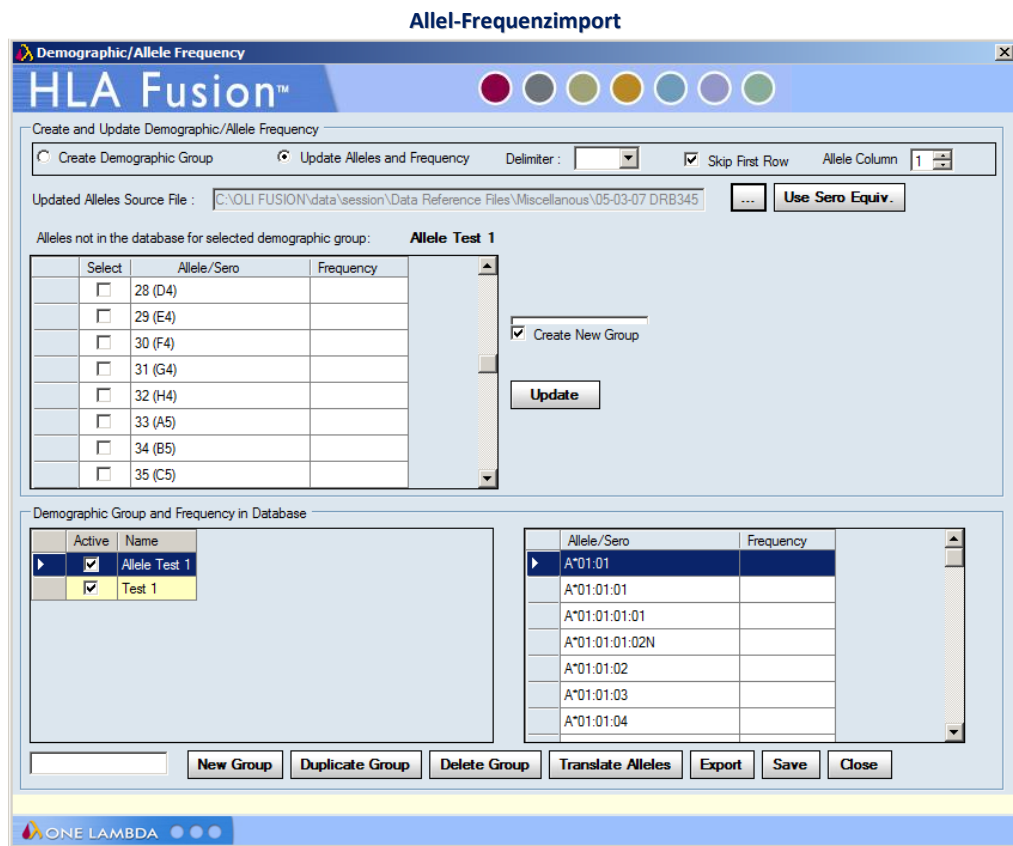 Allel-Frequenzimport
Demographic/Allele Frequency
HLA Fusion™
Create and Update Demographic/Allele Frequency
Create Demographic Group Update Alleles and Frequency Delimiter : Skip First Row Allele Column 1
Updated Alleles Source File : C:\OLI FUSION\data\session\Data Reference Files\Miscellanous\05-03-07 DRB345 ... Use Sero Equiv.
Alleles not in the database for selected demographic group: Allele Test 1
Select Allele/Sero Frequency
28 (D4)
29 (E4)
30 (F4)
31 (G4)
32 (H4)
33 (A5)
34 (B5)
35 (C5)
Create New Group
Update
Demographic Group and Frequency in Database
Active Name
Allele Test 1
Test 1
Allele/Sero Frequency
A*01:01
A*01:01:01
A*01:01:01:01
A*01:01:01:02N
A*01:01:02
A*01:01:03
A*01:01:04
New Group Duplicate Group Delete Group Translate Alleles Export Save Close
ONE LAMBDA